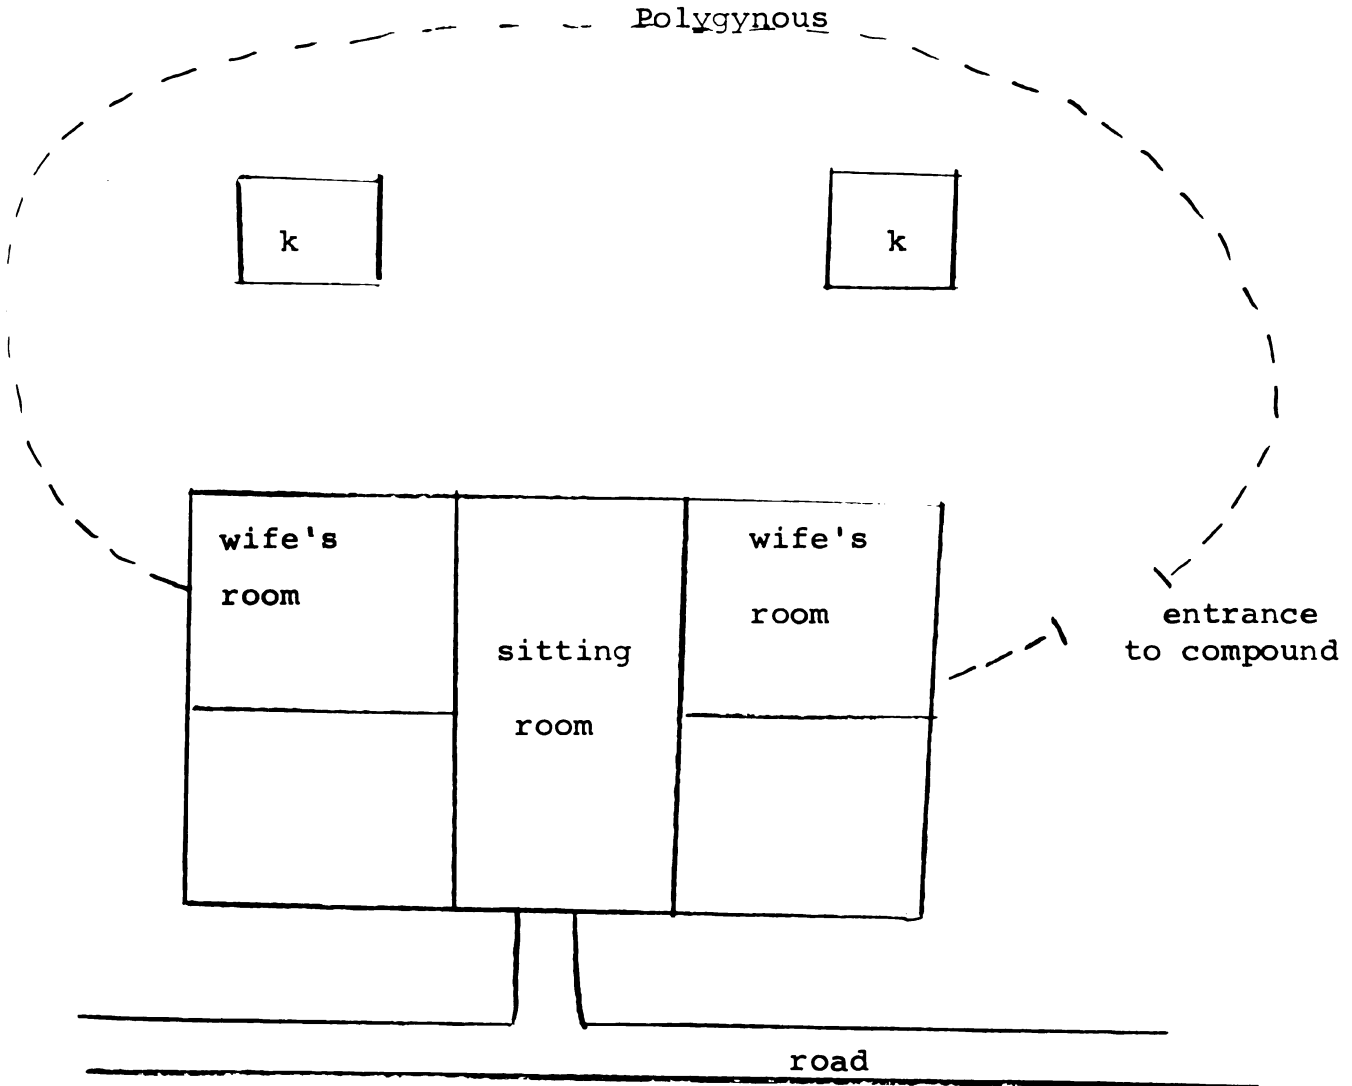 Polygynous
k
k
wife's
room
wife's
room
sitting
room
entrance
to compound
road